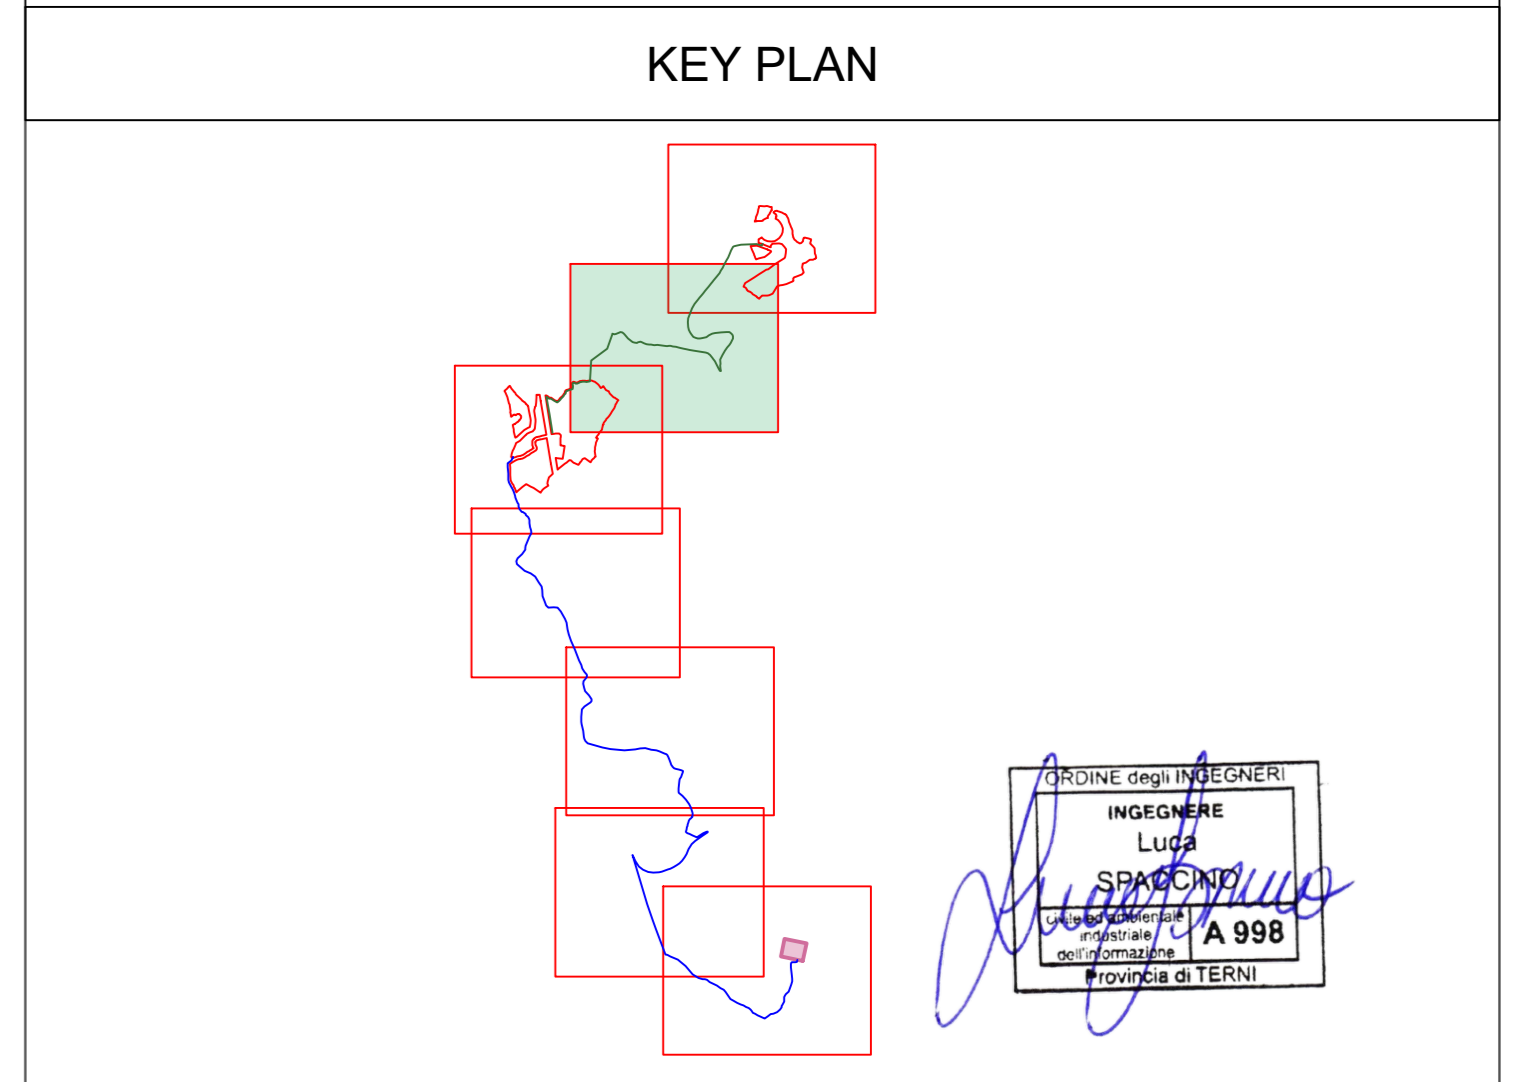 KEY PLAN
ORDINE degli INGEGNERI
INGEGNERE
Luca
SPACCINO
civile ed ambientale
industriale
dell'informazione
A 998
Provincia di TERNI